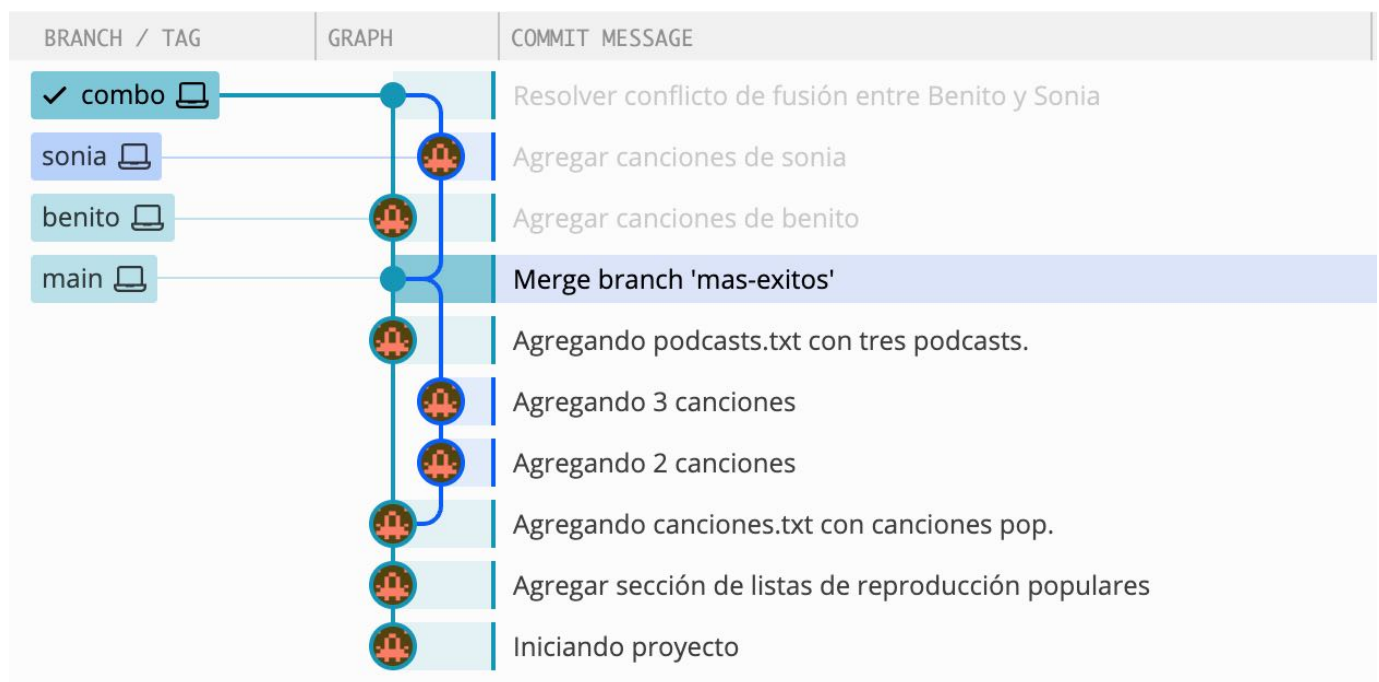 BRANCH / TAG GRAPH COMMIT MESSAGE
combo Resolver conflicto de fusión entre Benito y Sonia
sonia Agregar canciones de sonia
benito Agregar canciones de benito
main Merge branch 'mas-exitos'
Agregando podcasts.txt con tres podcasts.
Agregando 3 canciones
Agregando 2 canciones
Agregando canciones.txt con canciones pop.
Agregar sección de listas de reproducción populares
Iniciando proyecto